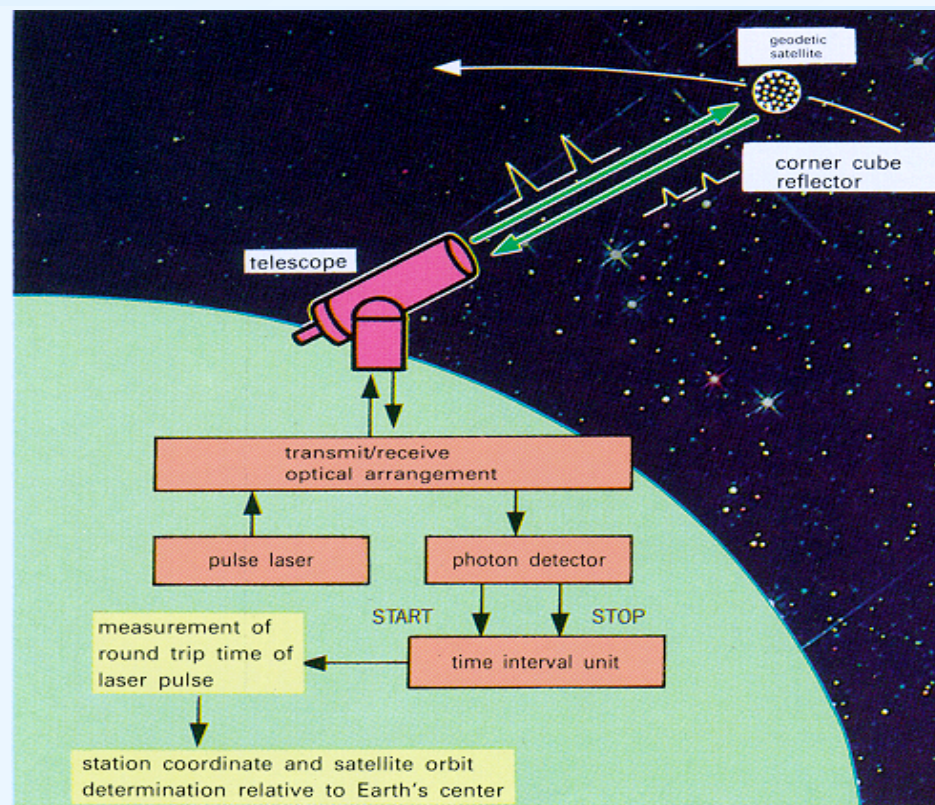 geodetic
satellite
corner cube
reflector
telescope
transmit/receive
optical arrangement
pulse laser
photon detector
START
STOP
measurement of
round trip time of
laser pulse
time interval unit
station coordinate and satellite orbit
determination relative to Earth's center